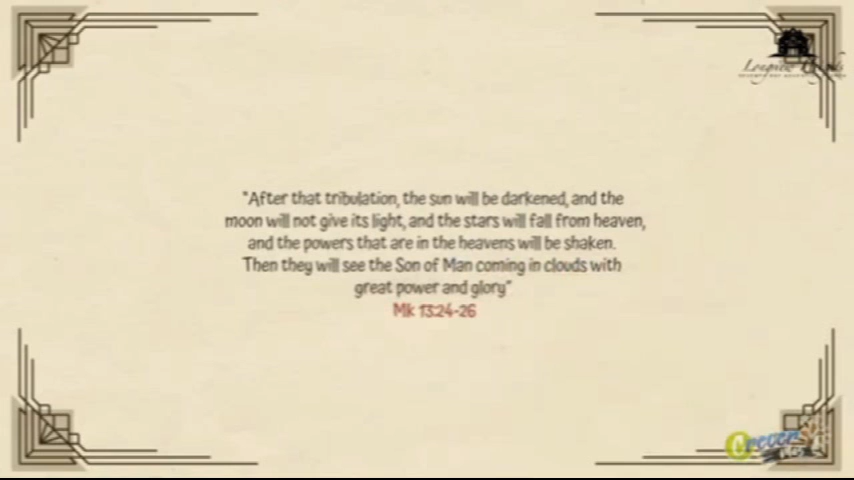 "After that tribulation, the sun will be darkened, and the
moon will not give its light, and the stars will fall from heaven,
and the powers that are in the heavens will be shaken.
Then they will see the Son of Man coming in clouds with
great power and glory"
Mk 13:24-26